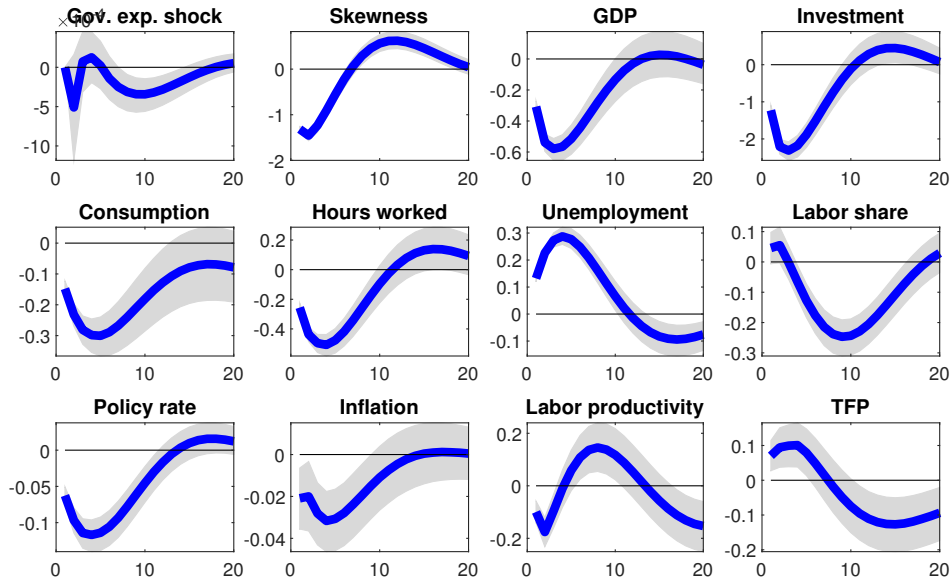 Gov. exp. shock Skewness GDP Investment
× 10
0 0 0 0
-5 -1 -0.2 -1
-10 -2 -0.4 -2
-0.6
0 10 20 0 10 20 0 10 20 0 10 20
Consumption Hours worked Unemployment Labor share
0 0.2 0.3 0.1
-0.1 0 0.2 0
-0.2 -0.2 0.1 -0.1
-0.3 -0.4 0 -0.2
-0.1 -0.3
0 10 20 0 10 20 0 10 20 0 10 20
Policy rate Inflation Labor productivity TFP
0 0 0.2 0.1
-0.05 -0.02 0 0
-0.1 -0.04 -0.2 -0.1
-0.2
0 10 20 0 10 20 0 10 20 0 10 20